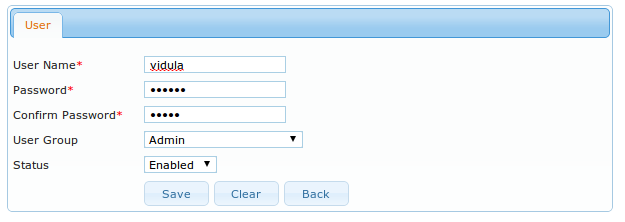 User
User Name* vidula
Password* ••••••
Confirm Password* •••••
User Group Admin
Status Enabled
Save Clear Back